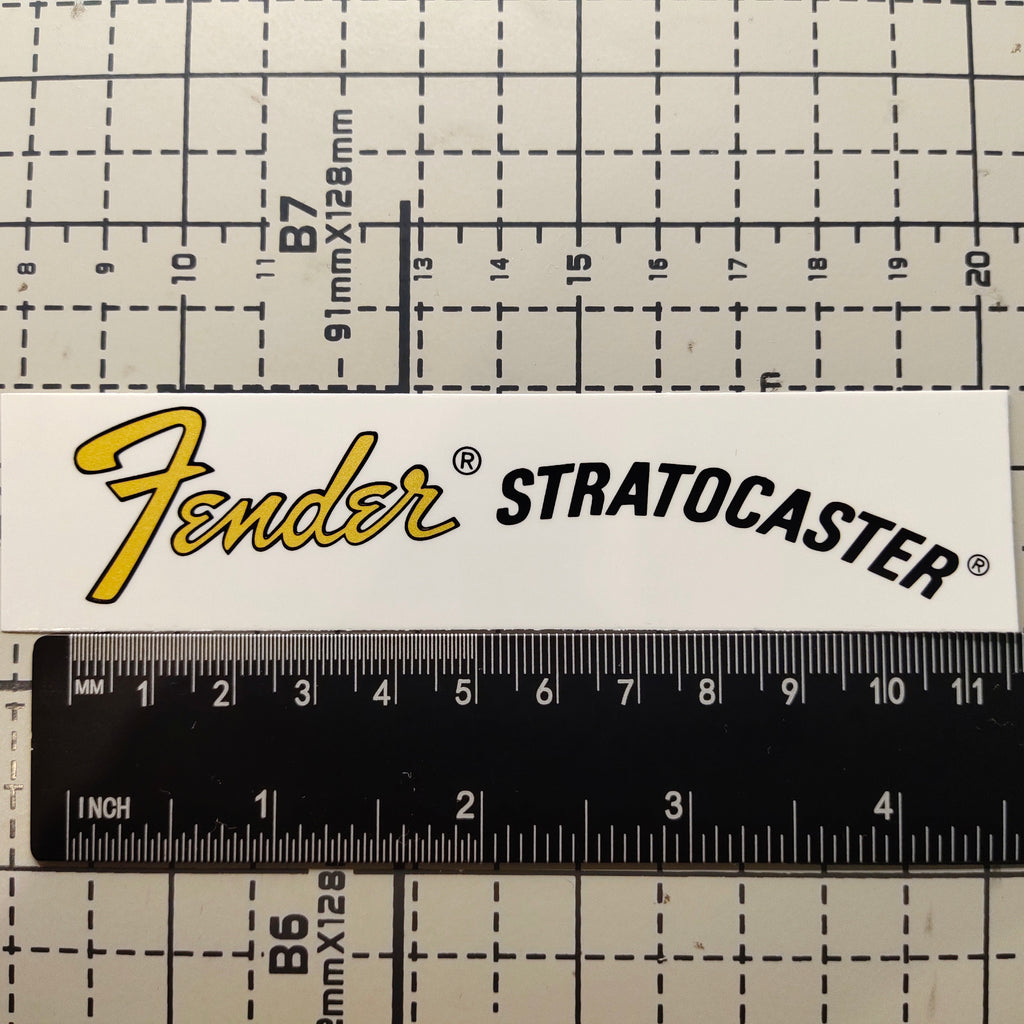 8 9 10 11 13 14 15 16 17 18 19 20
B7
91mmX128mm
Fender® STRATOCASTER®
MM 1 2 3 4 5 6 7 8 9 10 11
INCH 1 2 3 4
B6